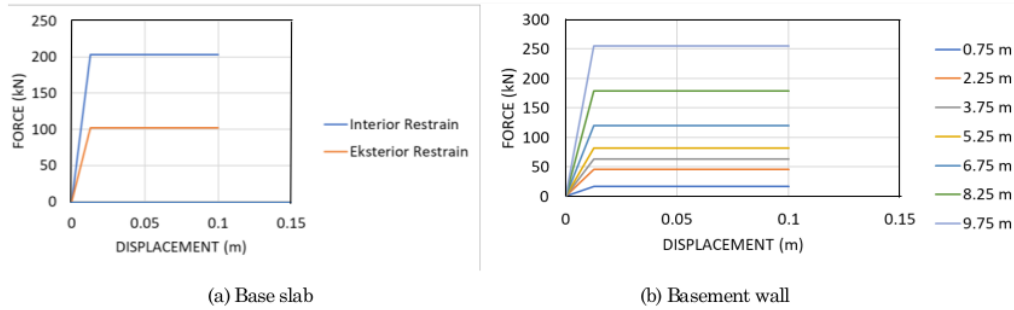 250
200
150
100
50
0
0 0.05 0.1 0.15
FORCE (kN)
DISPLACEMENT (m)
Interior Restrain
Eksterior Restrain
(a) Base slab
300
250
200
150
100
50
0
0 0.05 0.1 0.15
FORCE (kN)
DISPLACEMENT (m)
0.75 m
2.25 m
3.75 m
5.25 m
6.75 m
8.25 m
9.75 m
(b) Basement wall